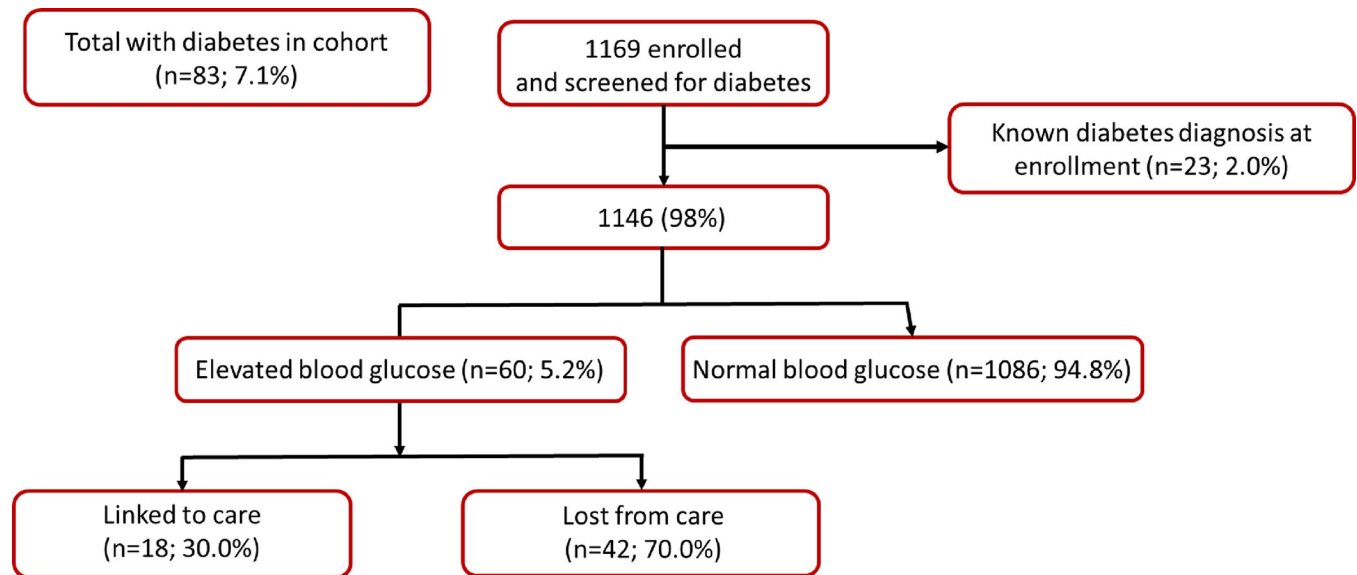 Total with diabetes in cohort
(n=83; 7.1%)
1169 enrolled
and screened for diabetes
Known diabetes diagnosis at
enrollment (n=23; 2.0%)
1146 (98%)
Elevated blood glucose (n=60; 5.2%)
Normal blood glucose (n=1086; 94.8%)
Linked to care
(n=18; 30.0%)
Lost from care
(n=42; 70.0%)